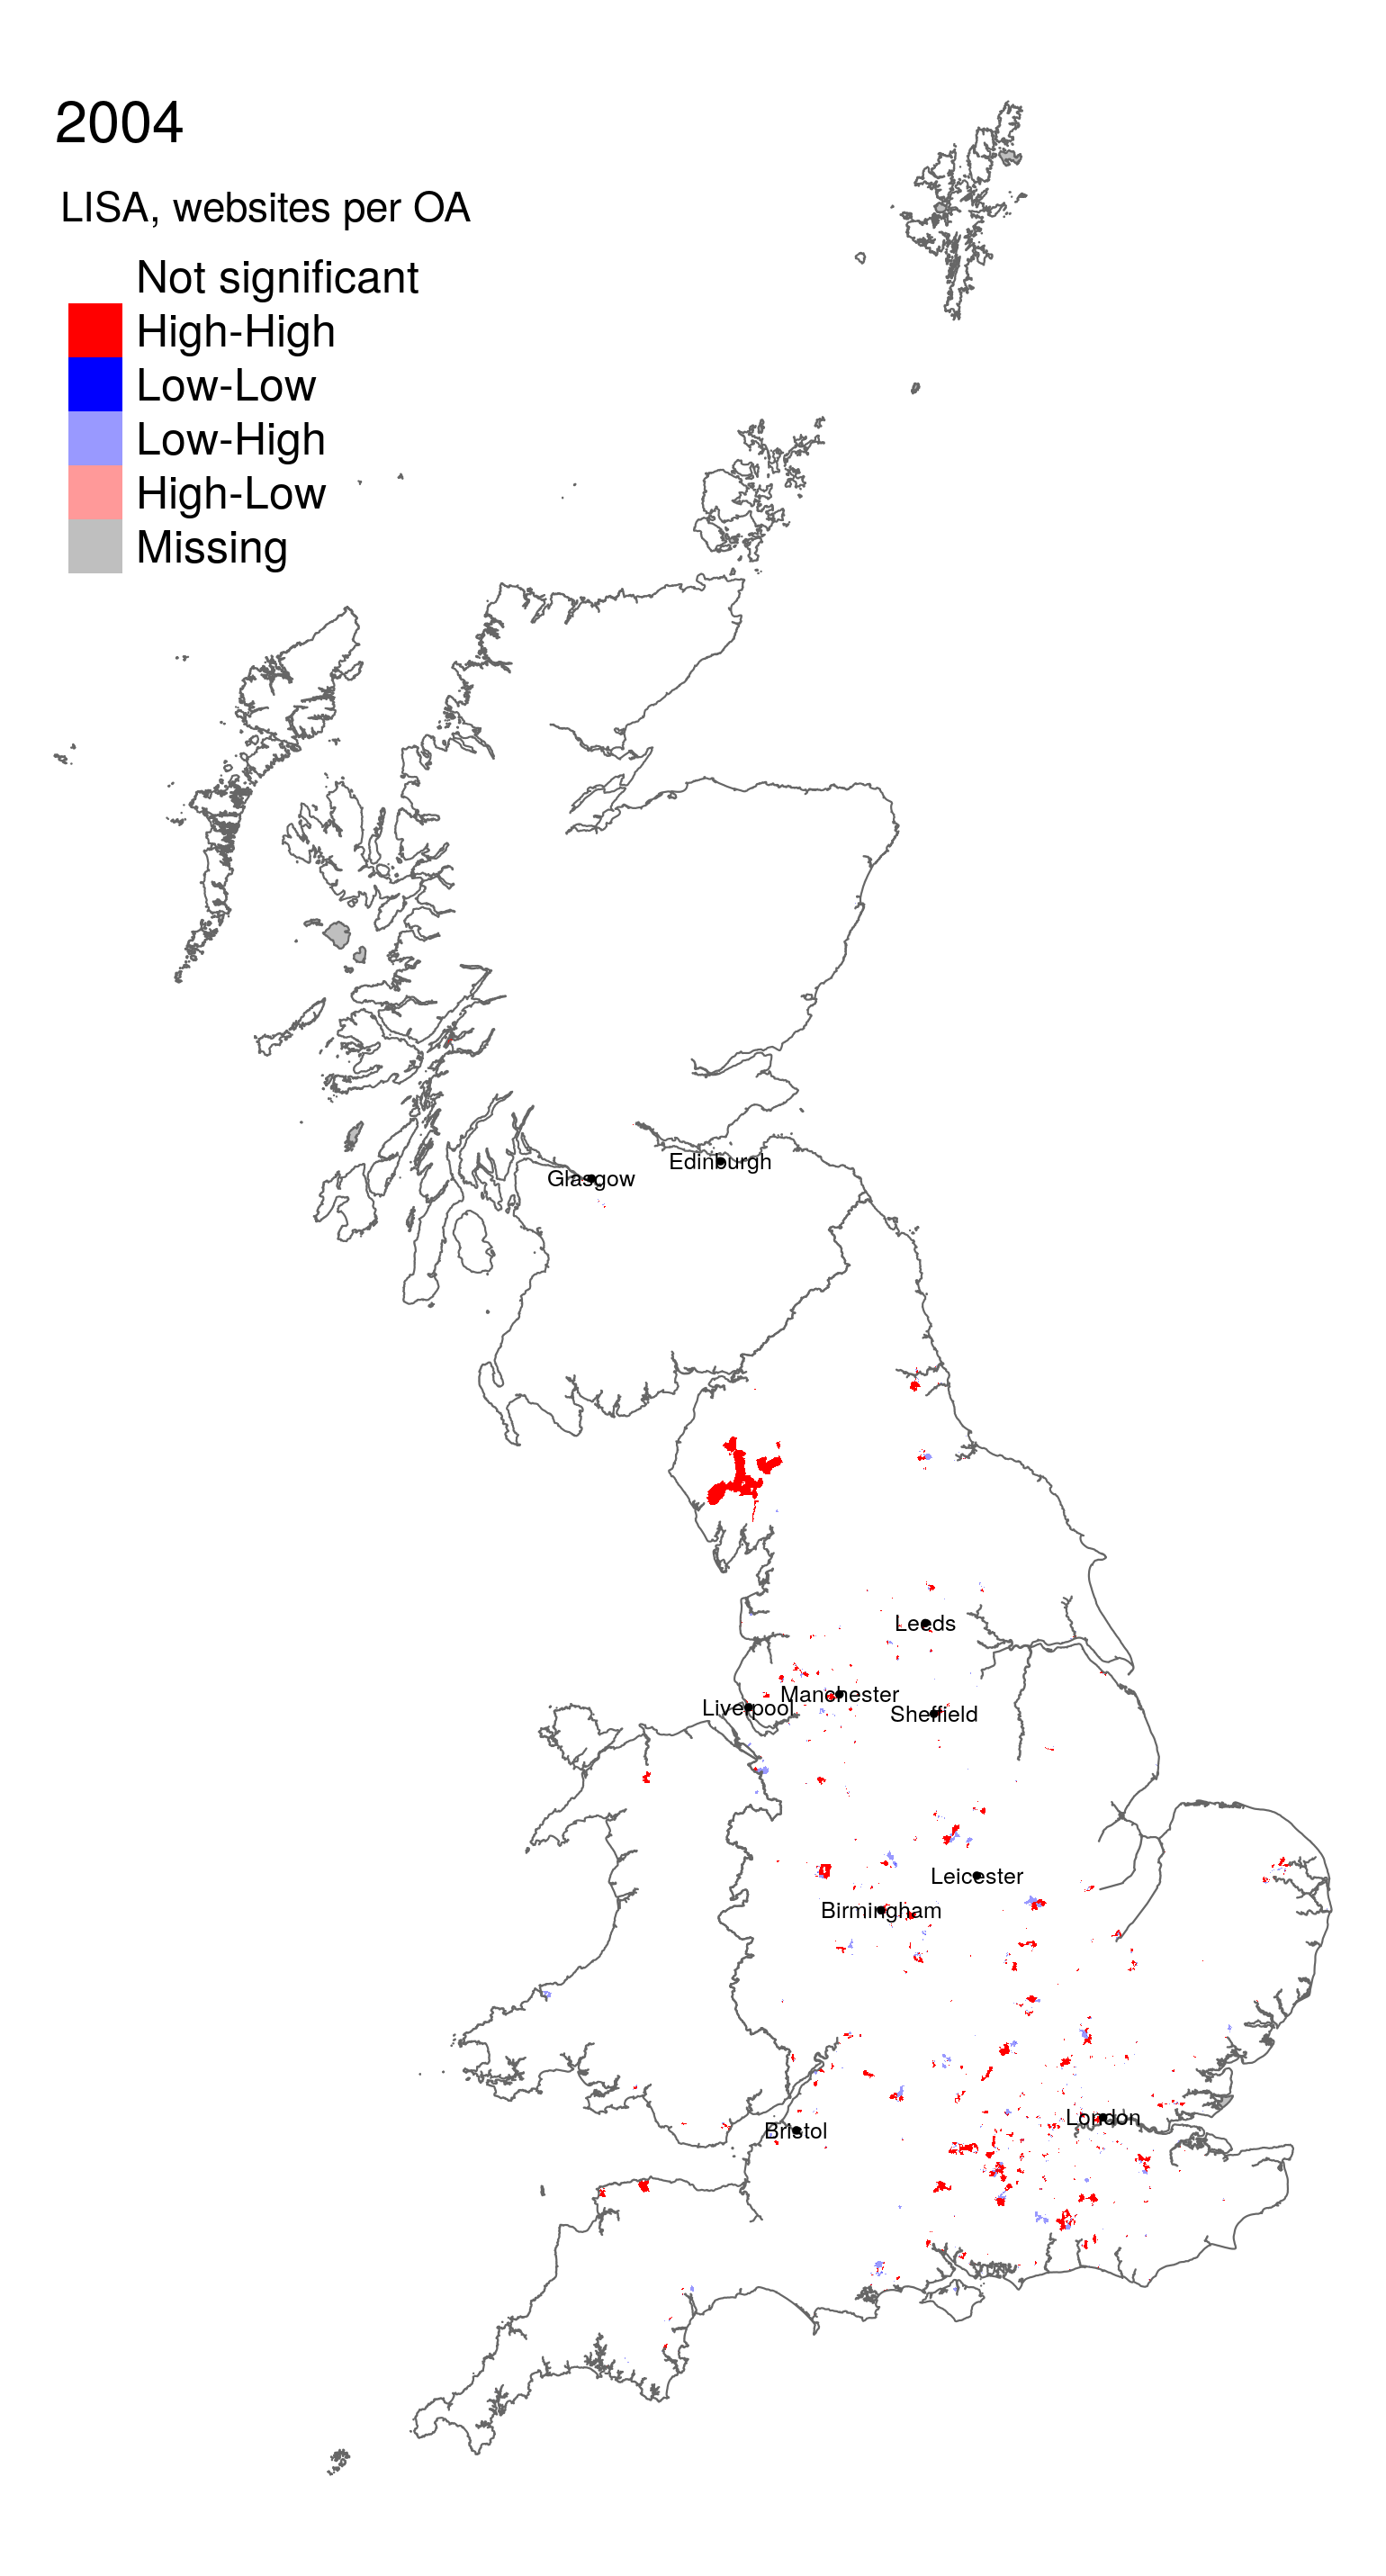 2004
LISA, websites per OA
Not significant
High-High
Low-Low
Low-High
High-Low
Missing
Edinburgh
Glasgow
Leeds
Manchester
Liverpool
Sheffield
Leicester
Birmingham
London
Bristol